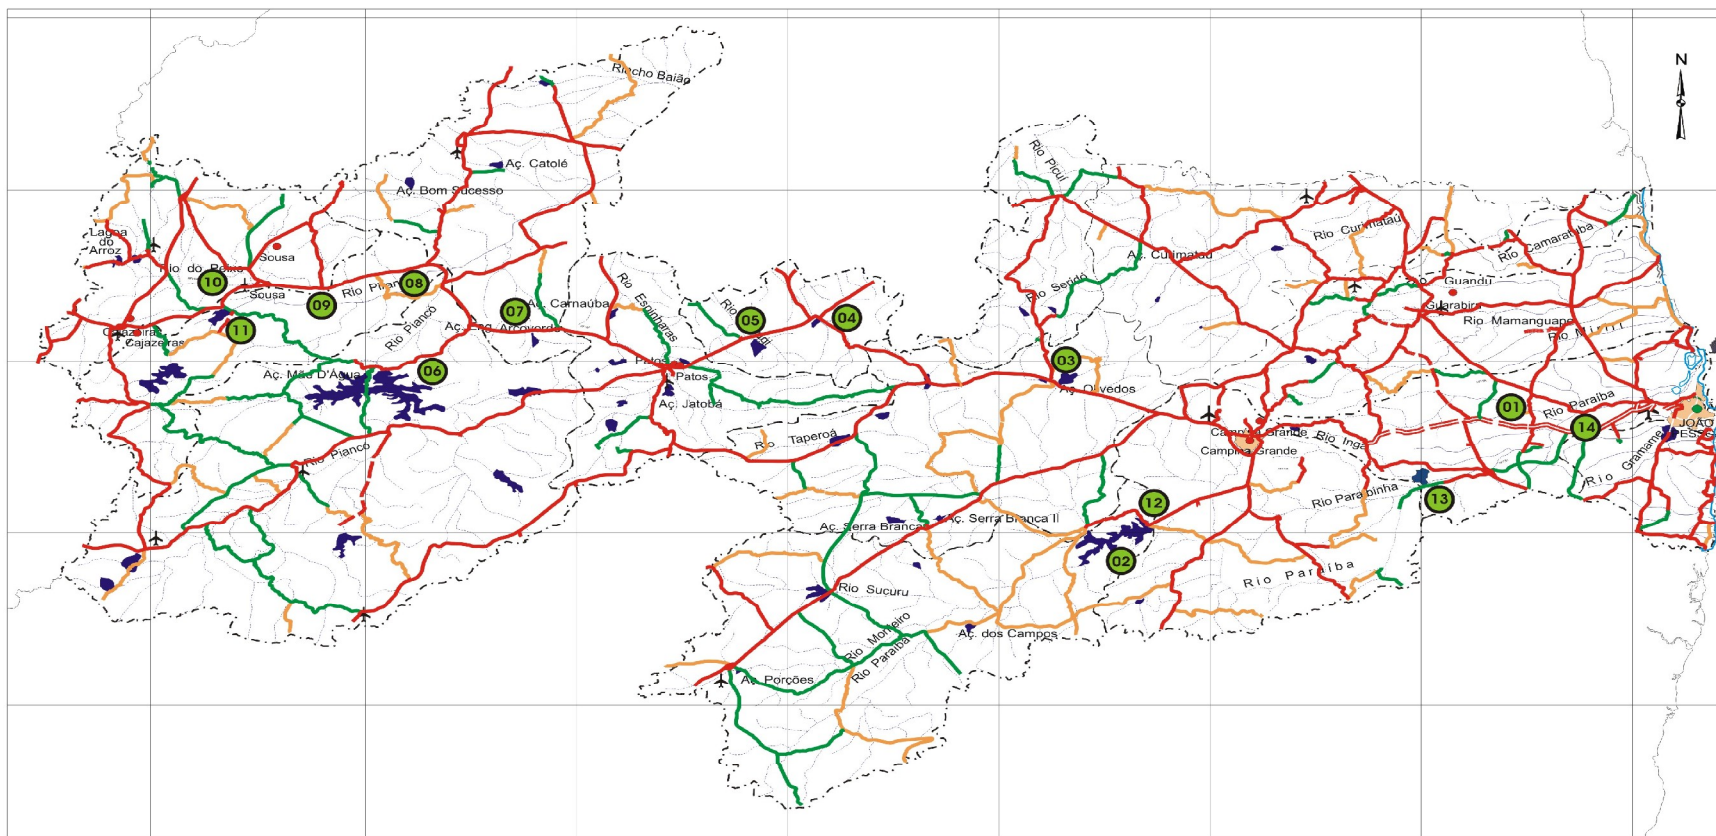 N
Riacho Baião
Aç. Catolé
Aç. Bom Sucesso
Rio Picuí
Lagoa
do
Arroz
Sousa
Rio do Peixe
10
Sousa
09
08
Rio Piancó
11
Cajazeiras
Cajazeiras
07
Aç. Carnaúba
Aç. Eng. Arcoverde
Rio Espinharas
05
04
Rio Seridó
Aç. Curimataú
Rio Curimataú
Rio Camaratuba
Guandu
Guarabira
Rio Mamanguape
Rio Miriri
03
Aç. Olivedos
Aç. Mãe D'Água
06
Patos
Patos
Aç. Jatobá
01
Rio Paraíba
14
JOÃO
Rio Gramame
Rio Taperoá
Campina Grande
Campina Grande
Rio Ingá
Rio Piancó
12
Rio Parabinha
13
Aç. Serra Branca
Aç. Serra Branca II
02
Rio Paraíba
Rio Sucuru
Rio Monteiro
Rio Paraíba
Aç. dos Campos
Aç. Porções